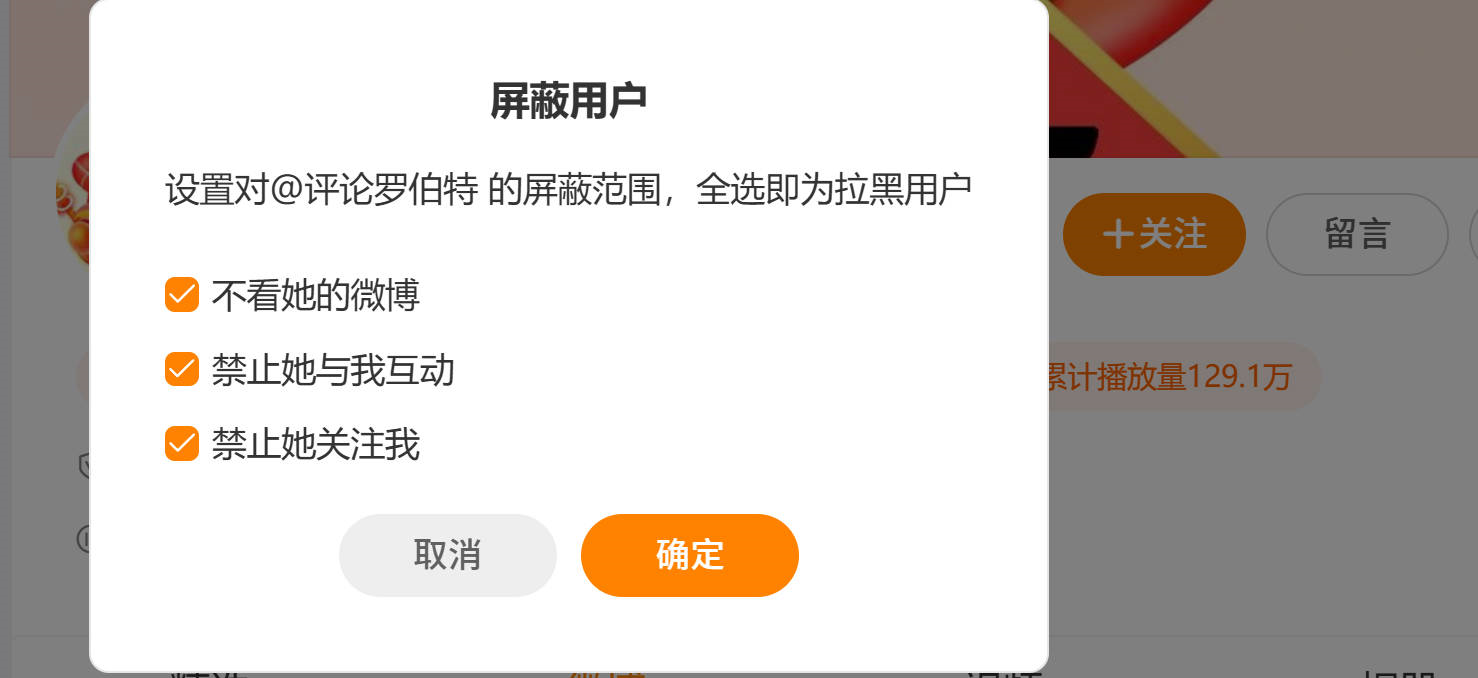 屏蔽用户
设置对@评论罗伯特 的屏蔽范围，全选即为拉黑用户
+关注
留言
不看她的微博
禁止她与我互动
累计播放量129.1万
禁止她关注我
取消
确定